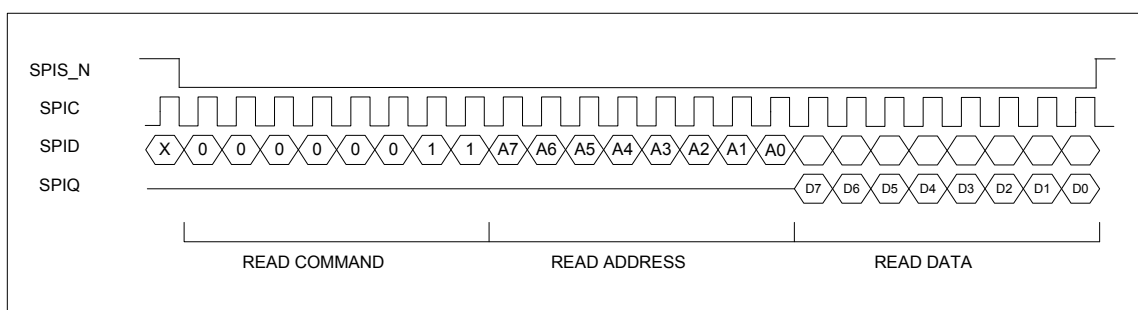 SPIS_N
SPIC
SPID X 0 0 0 0 0 0 1 1 A7 A6 A5 A4 A3 A2 A1 A0
SPIQ D7 D6 D5 D4 D3 D2 D1 D0
READ COMMAND READ ADDRESS READ DATA